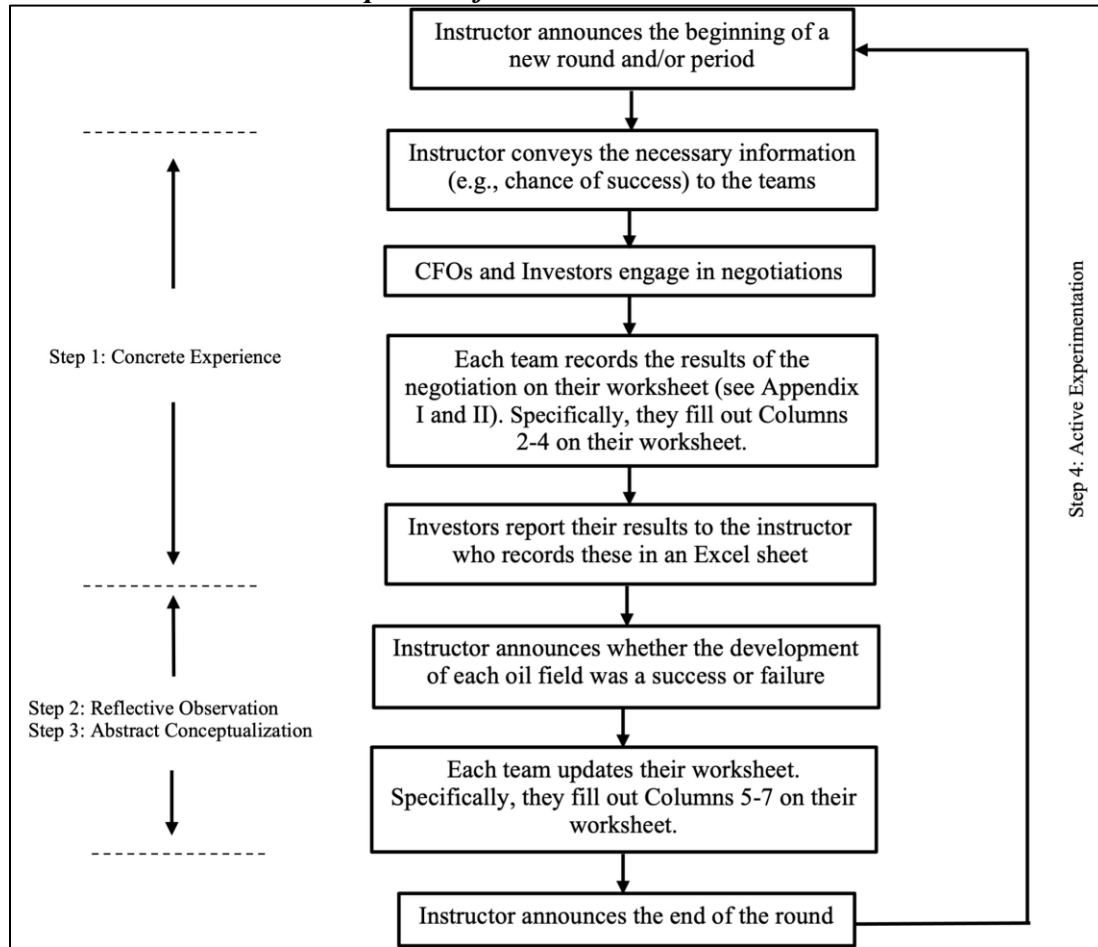 Instructor announces the beginning of a
new round and/or period
Instructor conveys the necessary information
(e.g., chance of success) to the teams
CFOs and Investors engage in negotiations
Step 1: Concrete Experience
Each team records the results of the
negotiation on their worksheet (see Appendix
I and II). Specifically, they fill out Columns
2-4 on their worksheet.
Step 4: Active Experimentation
Investors report their results to the instructor
who records these in an Excel sheet
Instructor announces whether the development
of each oil field was a success or failure
Step 2: Reflective Observation
Step 3: Abstract Conceptualization
Each team updates their worksheet.
Specifically, they fill out Columns 5-7 on their
worksheet.
Instructor announces the end of the round